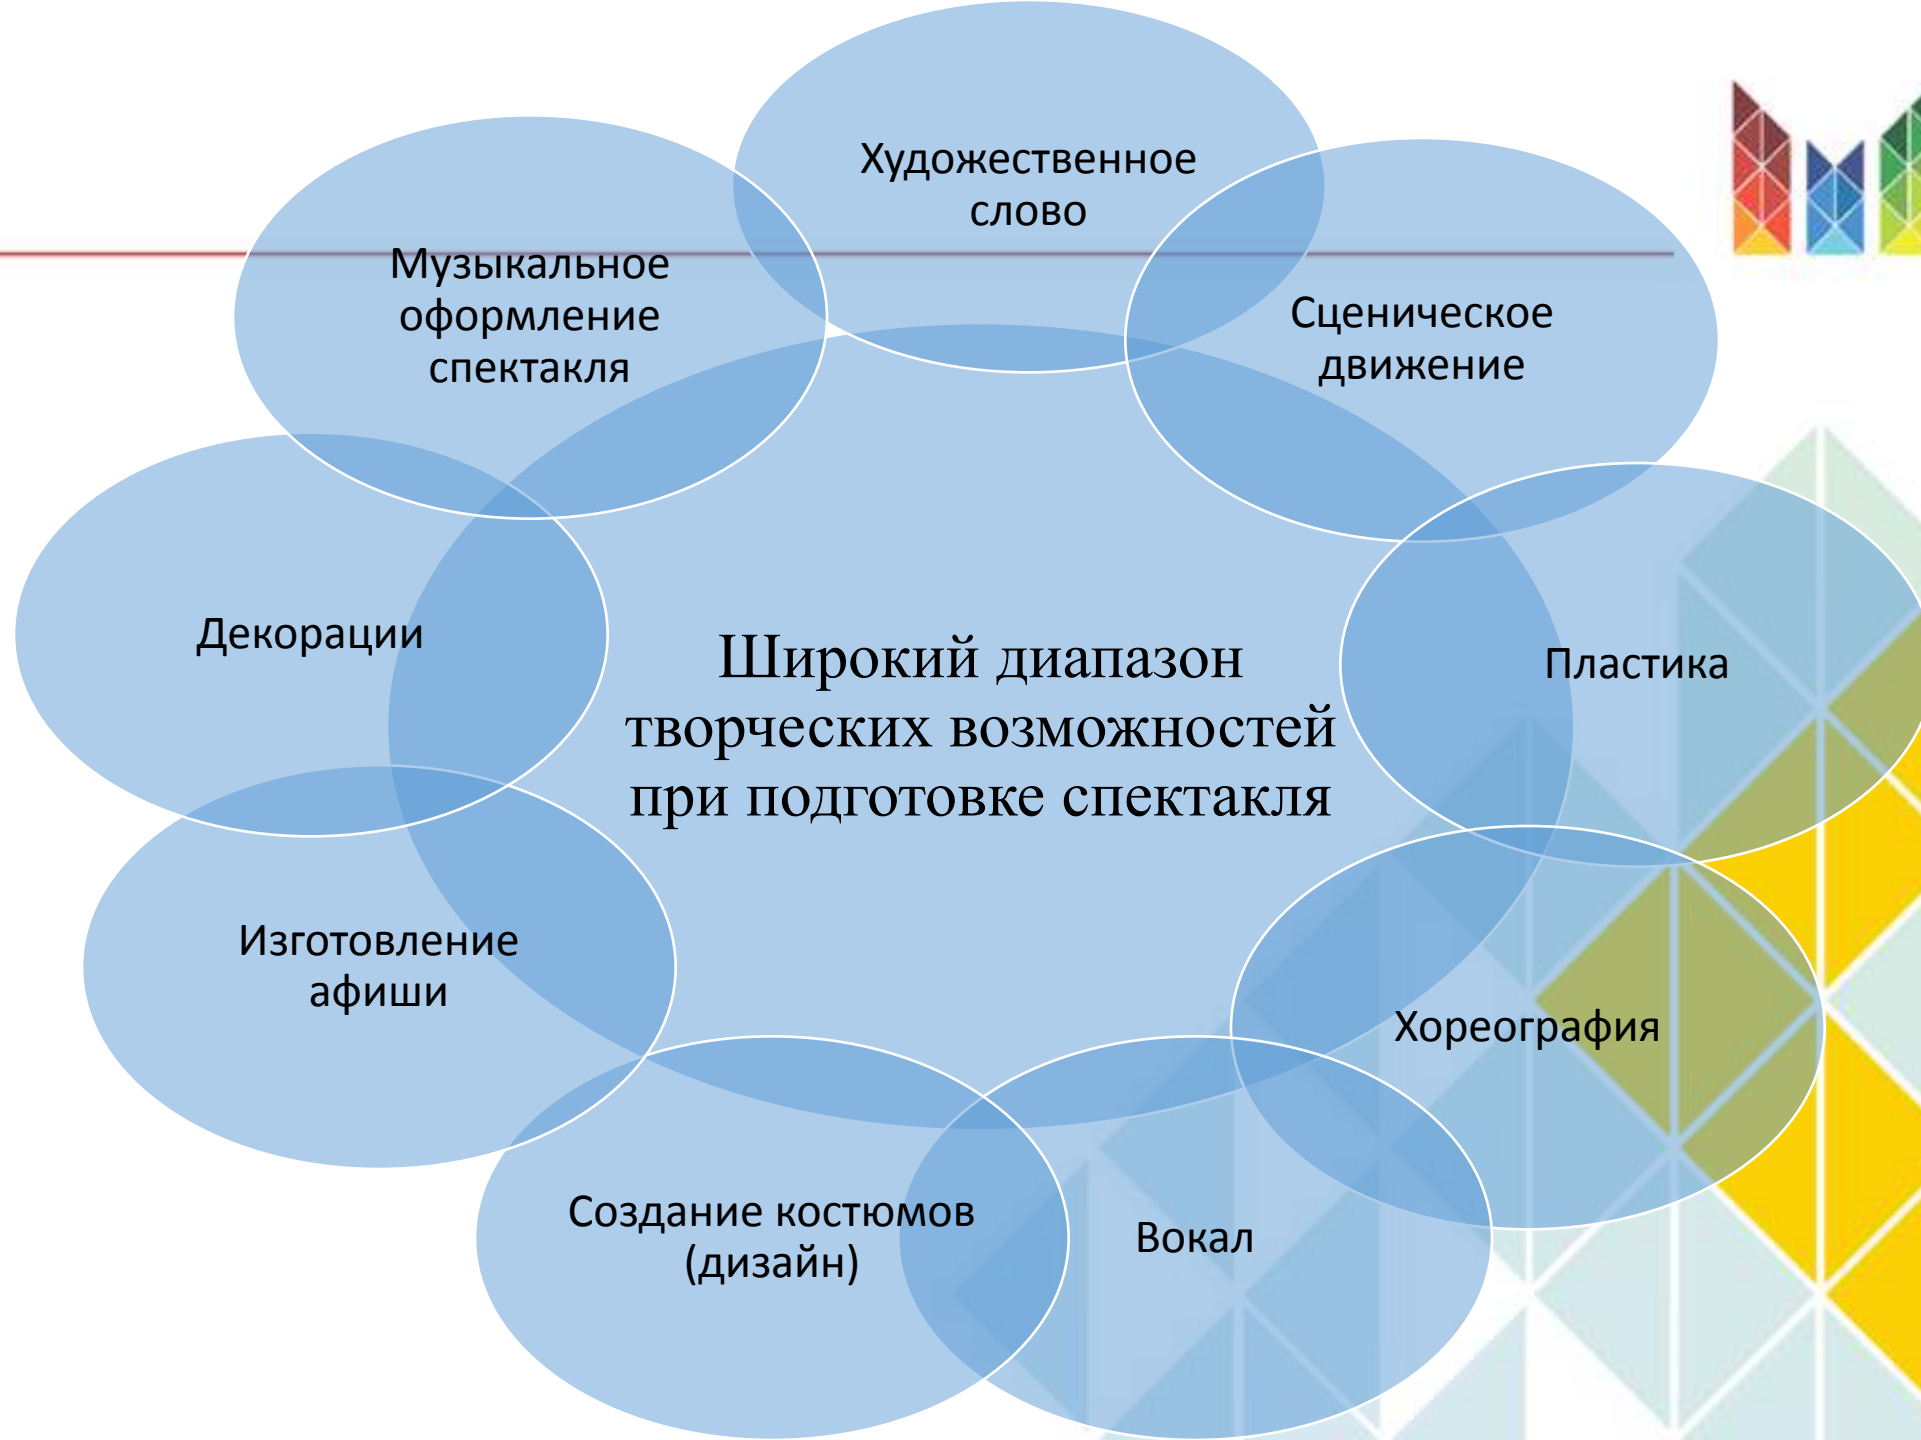 Художественное
слово
Музыкальное
оформление
спектакля
Сценическое
движение
Декорации
Широкий диапазон
творческих возможностей
при подготовке спектакля
Пластика
Изготовление
афиши
Хореография
Создание костюмов
(дизайн)
Вокал